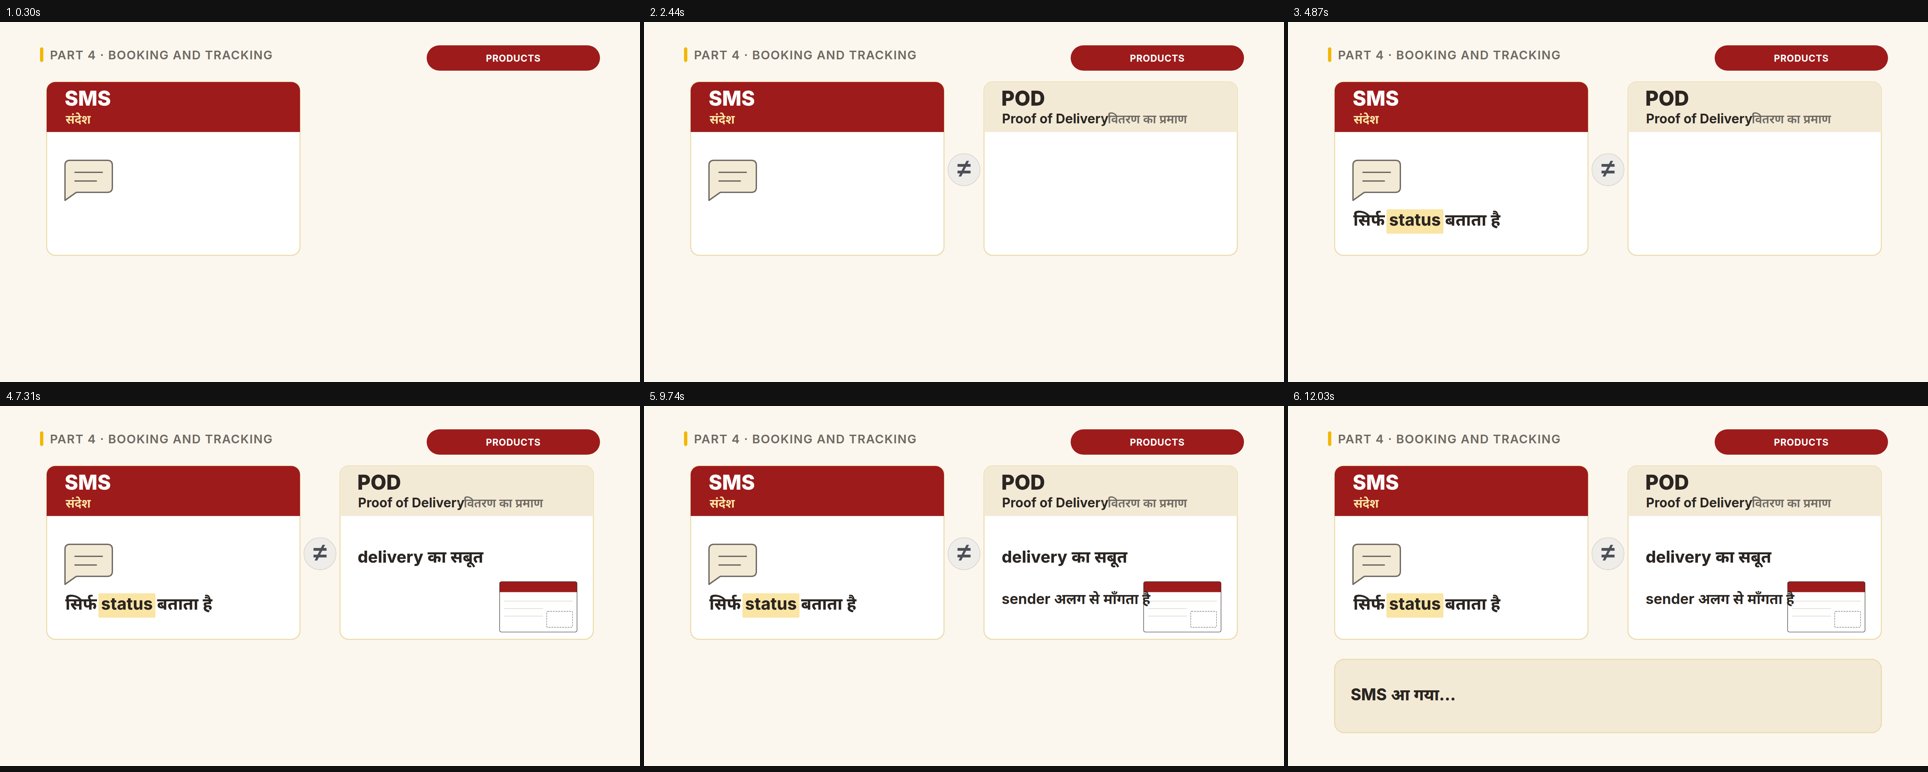 1. 0.30s
PART 4 · BOOKING AND TRACKING
PRODUCTS
SMS
संदेश
2. 2.44s
PART 4 · BOOKING AND TRACKING
PRODUCTS
SMS
संदेश
≠
POD
Proof of Deliveryवितरण का प्रमाण
3. 4.87s
PART 4 · BOOKING AND TRACKING
PRODUCTS
SMS
संदेश
सिर्फ status बताता है
≠
POD
Proof of Deliveryवितरण का प्रमाण
4. 7.31s
PART 4 · BOOKING AND TRACKING
PRODUCTS
SMS
संदेश
सिर्फ status बताता है
≠
POD
Proof of Deliveryवितरण का प्रमाण
delivery का सबूत
5. 9.74s
PART 4 · BOOKING AND TRACKING
PRODUCTS
SMS
संदेश
सिर्फ status बताता है
≠
POD
Proof of Deliveryवितरण का प्रमाण
delivery का सबूत
sender अलग से माँगता है
6. 12.03s
PART 4 · BOOKING AND TRACKING
PRODUCTS
SMS
संदेश
सिर्फ status बताता है
≠
POD
Proof of Deliveryवितरण का प्रमाण
delivery का सबूत
sender अलग से माँगता है
SMS आ गया...